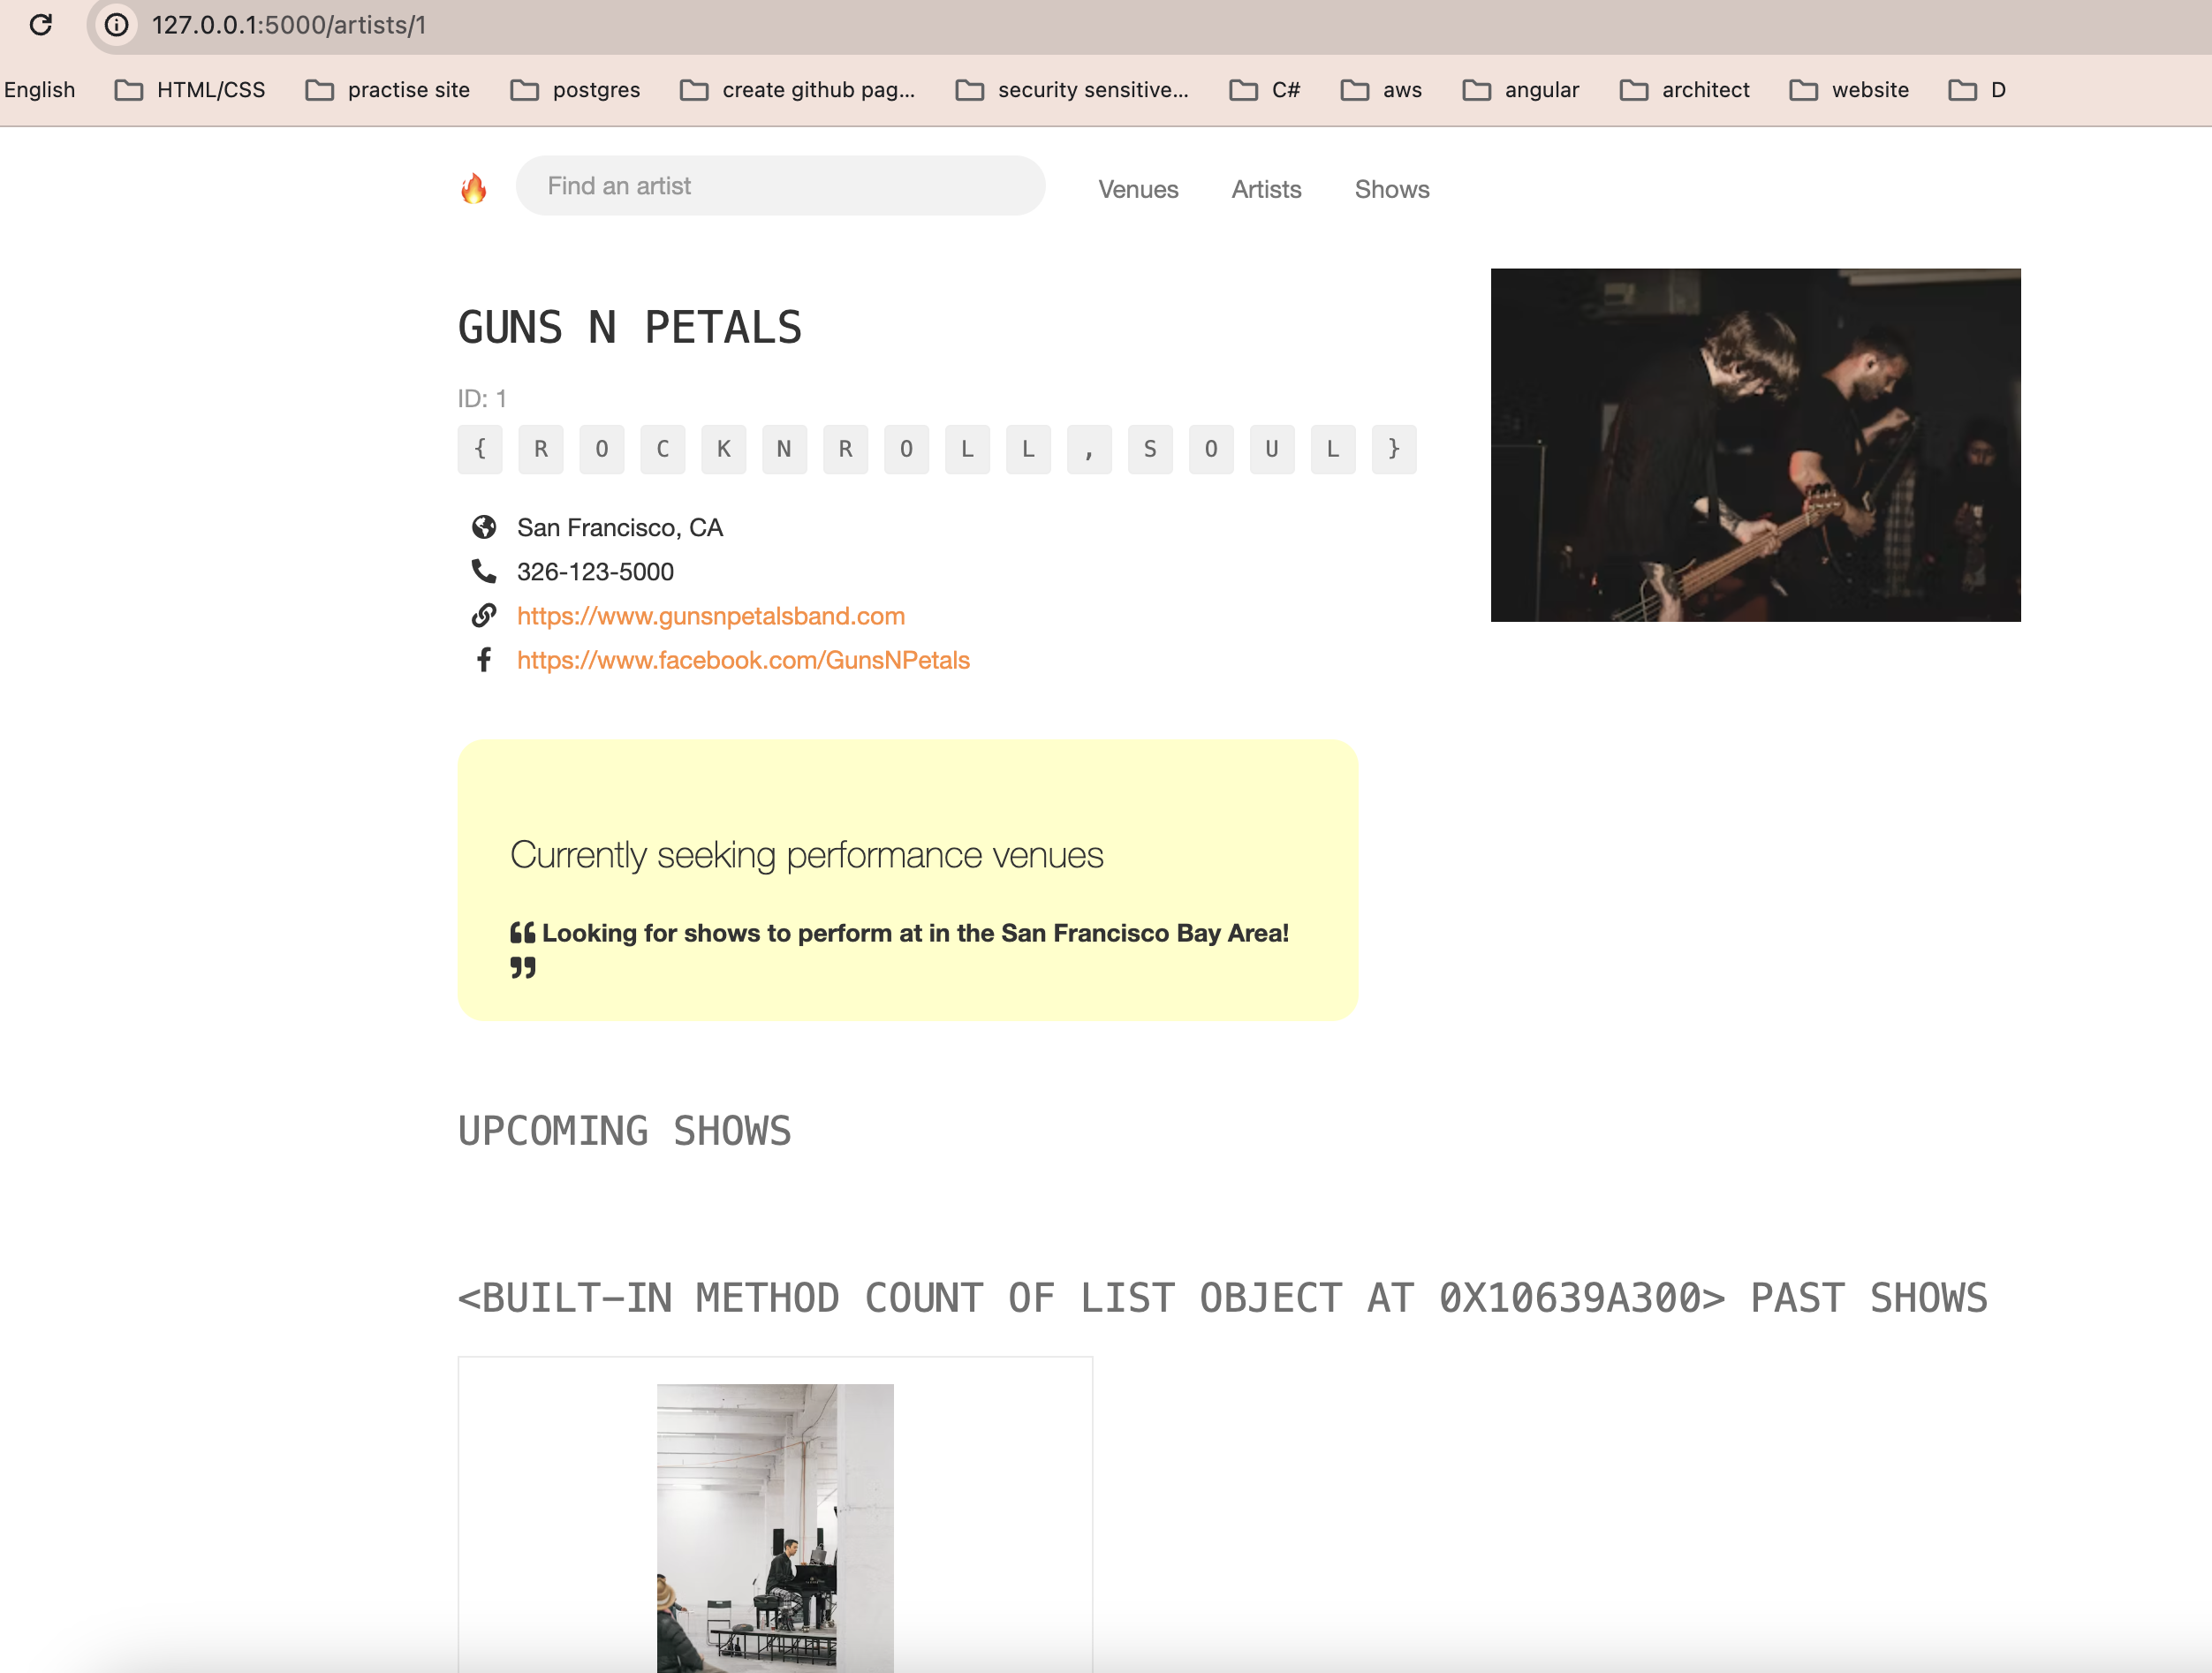 127.0.0.1:5000/artists/1
English HTML/CSS practise site postgres create github pag... security sensitive... C# aws angular architect website D
Find an artist Venues Artists Shows
GUNS N PETALS
ID: 1
{ R O C K N R O L L , S O U L }
San Francisco, CA
326-123-5000
https://www.gunsnpetalsband.com
https://www.facebook.com/GunsNPetals
Currently seeking performance venues
❝ Looking for shows to perform at in the San Francisco Bay Area!
❞
UPCOMING SHOWS
<BUILT-IN METHOD COUNT OF LIST OBJECT AT 0X10639A300> PAST SHOWS